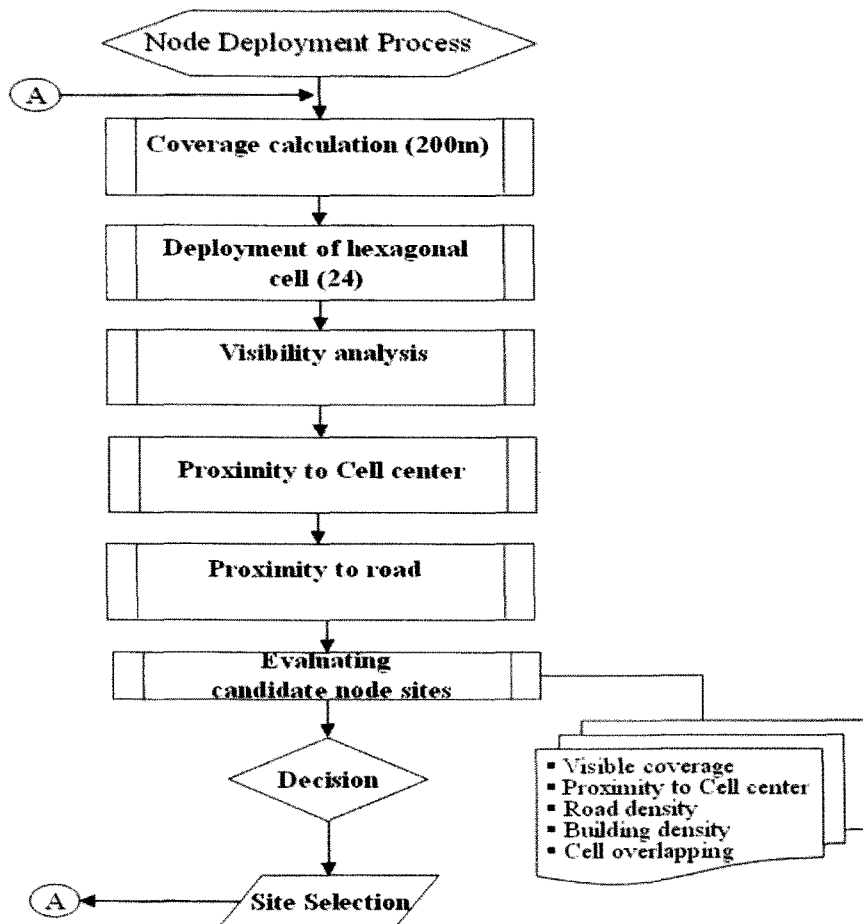 Node Deployment Process
A
Coverage calculation (200m)
Deployment of hexagonal
cell (24)
Visibility analysis
Proximity to Cell center
Proximity to road
Evaluating
candidate node sites
Decision
▪ Visible coverage
▪ Proximity to Cell center
▪ Road density
▪ Building density
▪ Cell overlapping
A
Site Selection